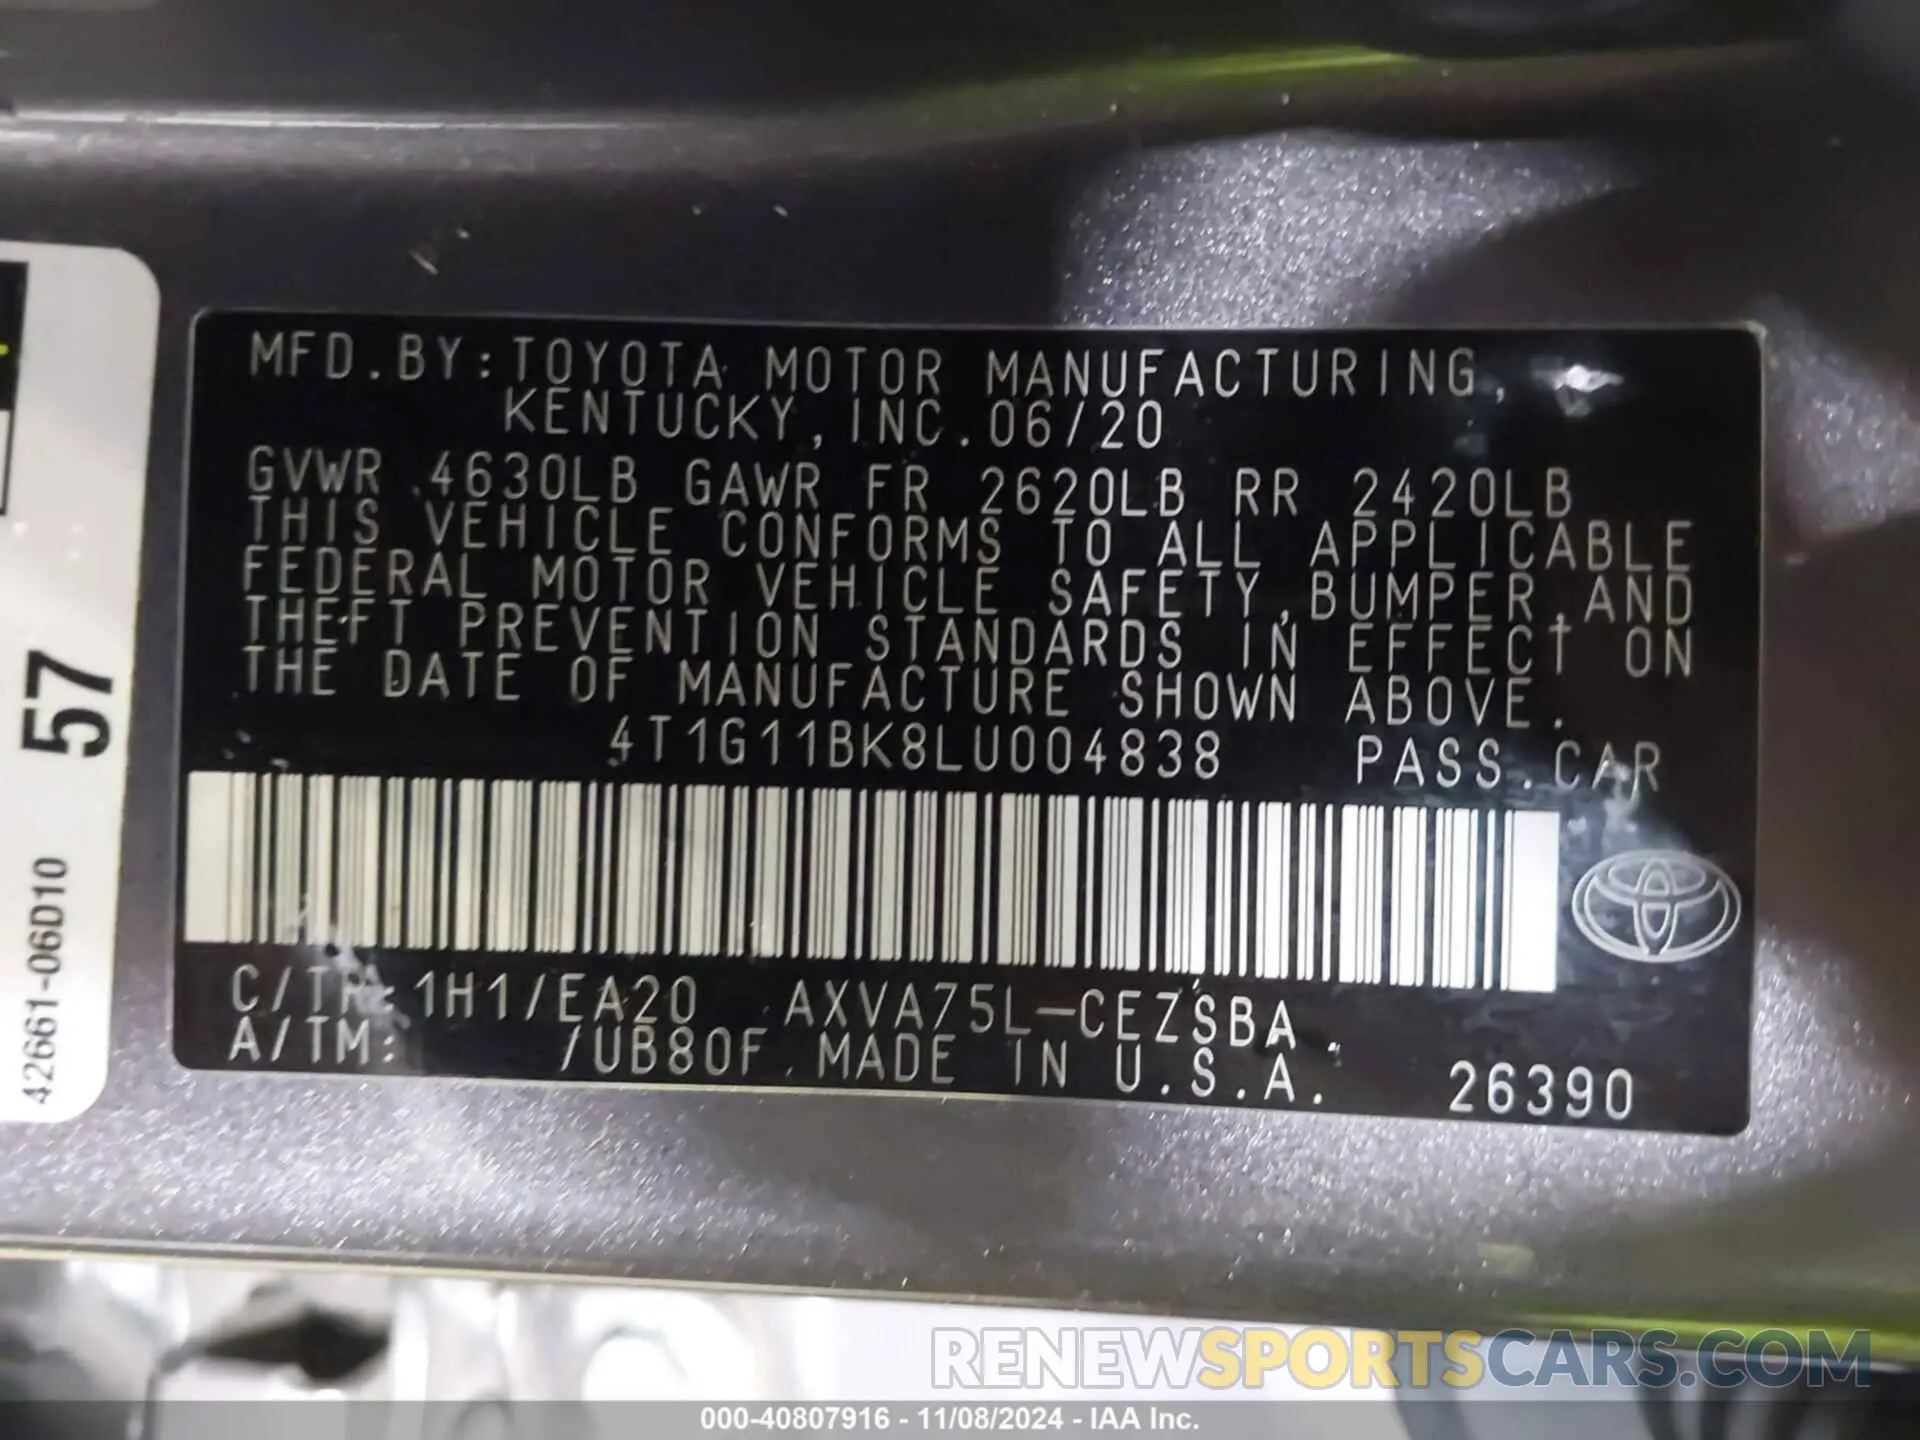 MFD.BY:TOYOTA MOTOR MANUFACTURING,
KENTUCKY,INC.06/20
GVWR 4630LB GAWR FR 2620LB RR 2420LB
THIS VEHICLE CONFORMS TO ALL APPLICABLE
FEDERAL MOTOR VEHICLE SAFETY,BUMPER,AND
THEFT PREVENTION STANDARDS IN EFFECT ON
THE DATE OF MANUFACTURE SHOWN ABOVE.
4T1G11BK8LU004838 PASS.CAR
C/TR:1H1/EA20 AXVA75L-CEZSBA
A/TM: /UB80F MADE IN U.S.A. 26390
57
42661-06D10
RENEWSPORTSCARS.COM
000-40807916 - 11/08/2024 - IAA Inc.